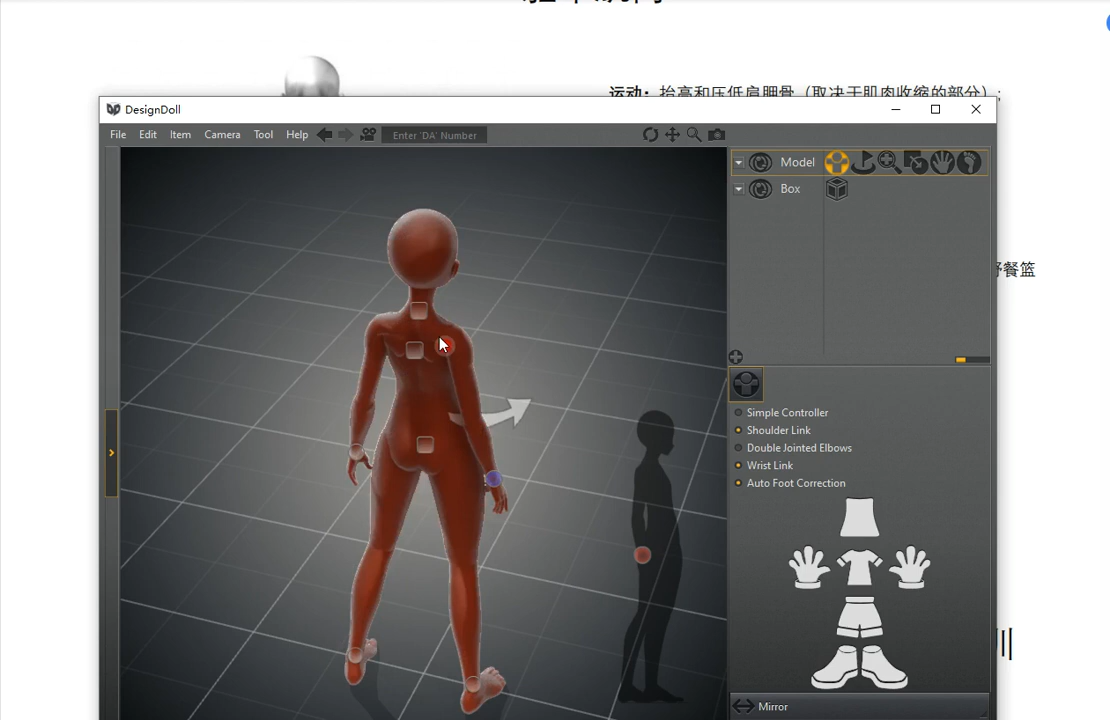 运动：抬高和压低肩胛骨（取决于肌肉收缩的部分）；
DesignDoll
File Edit Item Camera Tool Help Enter 'DA' Number
Model
Box
餐篮
Simple Controller
Shoulder Link
Double Jointed Elbows
Wrist Link
Auto Foot Correction
Mirror